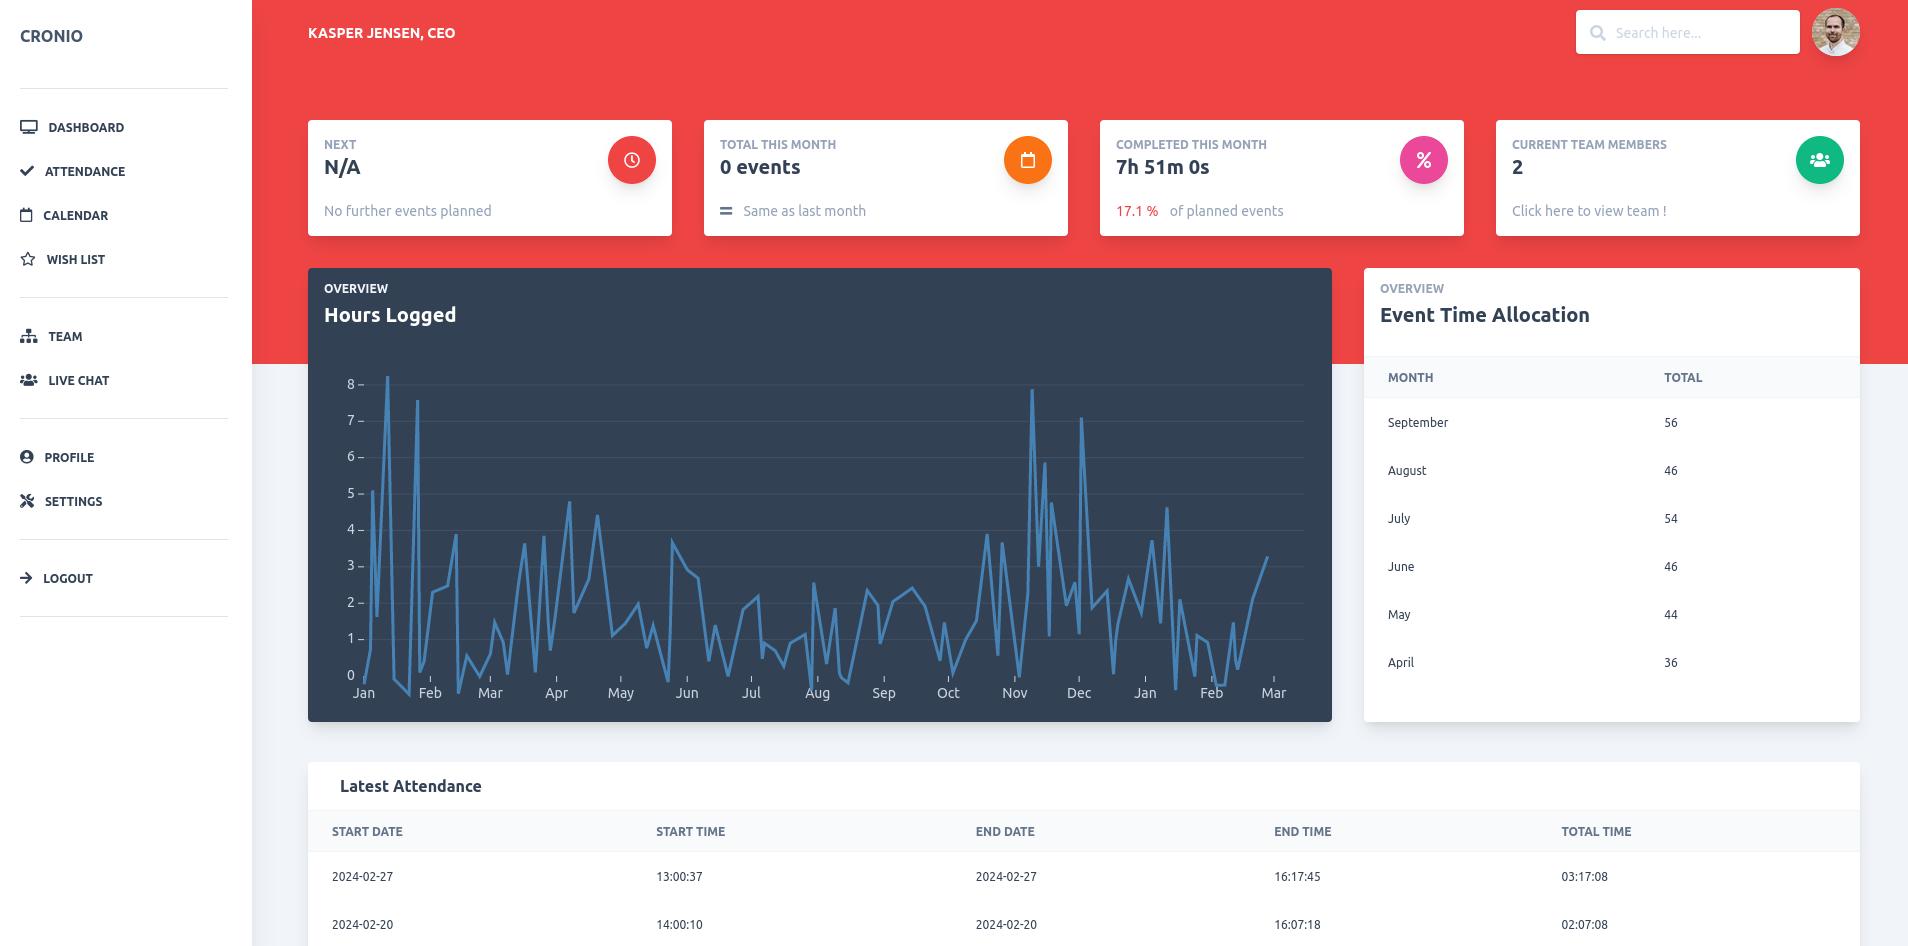 CRONIO
DASHBOARD
ATTENDANCE
CALENDAR
WISH LIST
TEAM
LIVE CHAT
PROFILE
SETTINGS
LOGOUT
KASPER JENSEN, CEO
Search here...
NEXT
N/A
No further events planned
TOTAL THIS MONTH
0 events
Same as last month
COMPLETED THIS MONTH
7h 51m 0s
17.1 % of planned events
CURRENT TEAM MEMBERS
2
Click here to view team !
OVERVIEW
Hours Logged
8
7
6
5
4
3
2
1
0
Jan Feb Mar Apr May Jun Jul Aug Sep Oct Nov Dec Jan Feb Mar
OVERVIEW
Event Time Allocation
MONTH TOTAL
September 56
August 46
July 54
June 46
May 44
April 36
Latest Attendance
START DATE START TIME END DATE END TIME TOTAL TIME
2024-02-27 13:00:37 2024-02-27 16:17:45 03:17:08
2024-02-20 14:00:10 2024-02-20 16:07:18 02:07:08